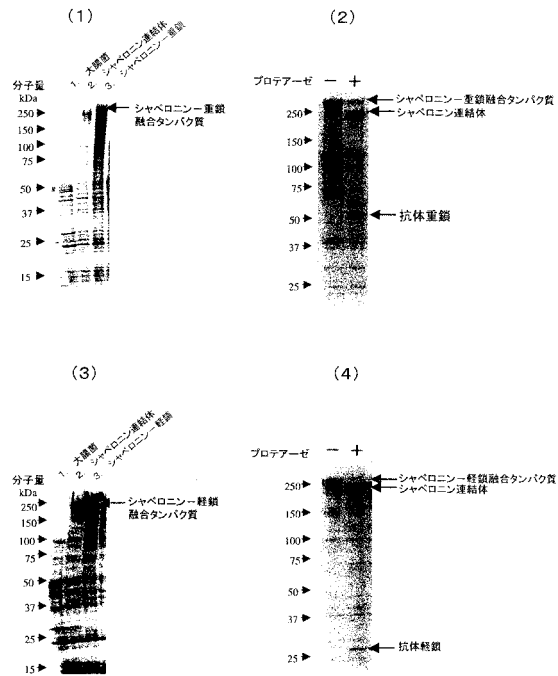 (1)
1. 大腸菌
2. シャペロニン連結体
3. シャペロニンー重鎖
分子量
kDa
250
150
100
75
50
37
25
15
シャペロニンー重鎖
融合タンパク質
(2)
プロテアーゼ － ＋
250
150
100
75
50
37
25
シャペロニンー重鎖融合タンパク質
シャペロニン連結体
抗体重鎖
(3)
1. 大腸菌
2. シャペロニン連結体
3. シャペロニンー軽鎖
分子量
kDa
250
150
100
75
50
37
25
15
シャペロニンー軽鎖
融合タンパク質
(4)
プロテアーゼ － ＋
250
150
100
75
50
37
25
シャペロニンー軽鎖融合タンパク質
シャペロニン連結体
抗体軽鎖